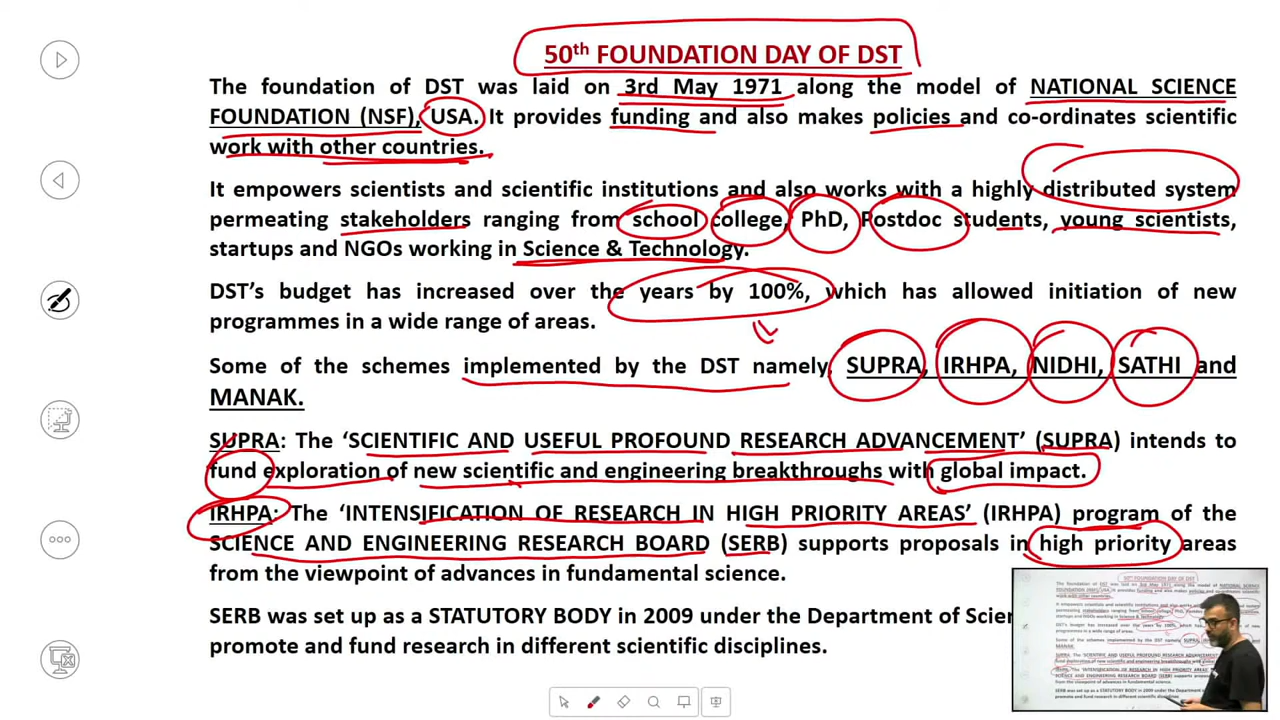 50th FOUNDATION DAY OF DST
The foundation of DST was laid on 3rd May 1971 along the model of NATIONAL SCIENCE
FOUNDATION (NSF), USA. It provides funding and also makes policies and co-ordinates scientific
work with other countries.
It empowers scientists and scientific institutions and also works with a highly distributed system
permeating stakeholders ranging from school college, PhD, Postdoc students, young scientists,
startups and NGOs working in Science & Technology.
DST's budget has increased over the years by 100%, which has allowed initiation of new
programmes in a wide range of areas.
Some of the schemes implemented by the DST namely, SUPRA, IRHPA, NIDHI, SATHI and
MANAK.
SUPRA: The ‘SCIENTIFIC AND USEFUL PROFOUND RESEARCH ADVANCEMENT’ (SUPRA) intends to
fund exploration of new scientific and engineering breakthroughs with global impact.
IRHPA: The ‘INTENSIFICATION OF RESEARCH IN HIGH PRIORITY AREAS’ (IRHPA) program of the
SCIENCE AND ENGINEERING RESEARCH BOARD (SERB) supports proposals in high priority areas
from the viewpoint of advances in fundamental science.
SERB was set up as a STATUTORY BODY in 2009 under the Department of Scien
promote and fund research in different scientific disciplines.